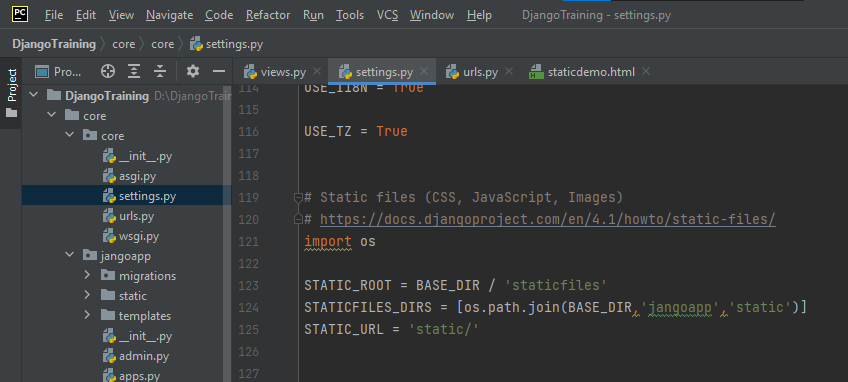 PC File Edit View Navigate Code Refactor Run Tools VCS Window Help DjangoTraining - settings.py
DjangoTraining core core settings.py
Project
Pro...
views.py settings.py urls.py staticdemo.html
DjangoTraining D:\DjangoTrain
core
core
__init__.py
asgi.py
settings.py
urls.py
wsgi.py
jangoapp
migrations
static
templates
__init__.py
admin.py
apps.py
114 USE_I18N = True
115
116 USE_TZ = True
117
118
119 # Static files (CSS, JavaScript, Images)
120 # https://docs.djangoproject.com/en/4.1/howto/static-files/
121 import os
122
123 STATIC_ROOT = BASE_DIR / 'staticfiles'
124 STATICFILES_DIRS = [os.path.join(BASE_DIR,'jangoapp','static')]
125 STATIC_URL = 'static/'
126
127